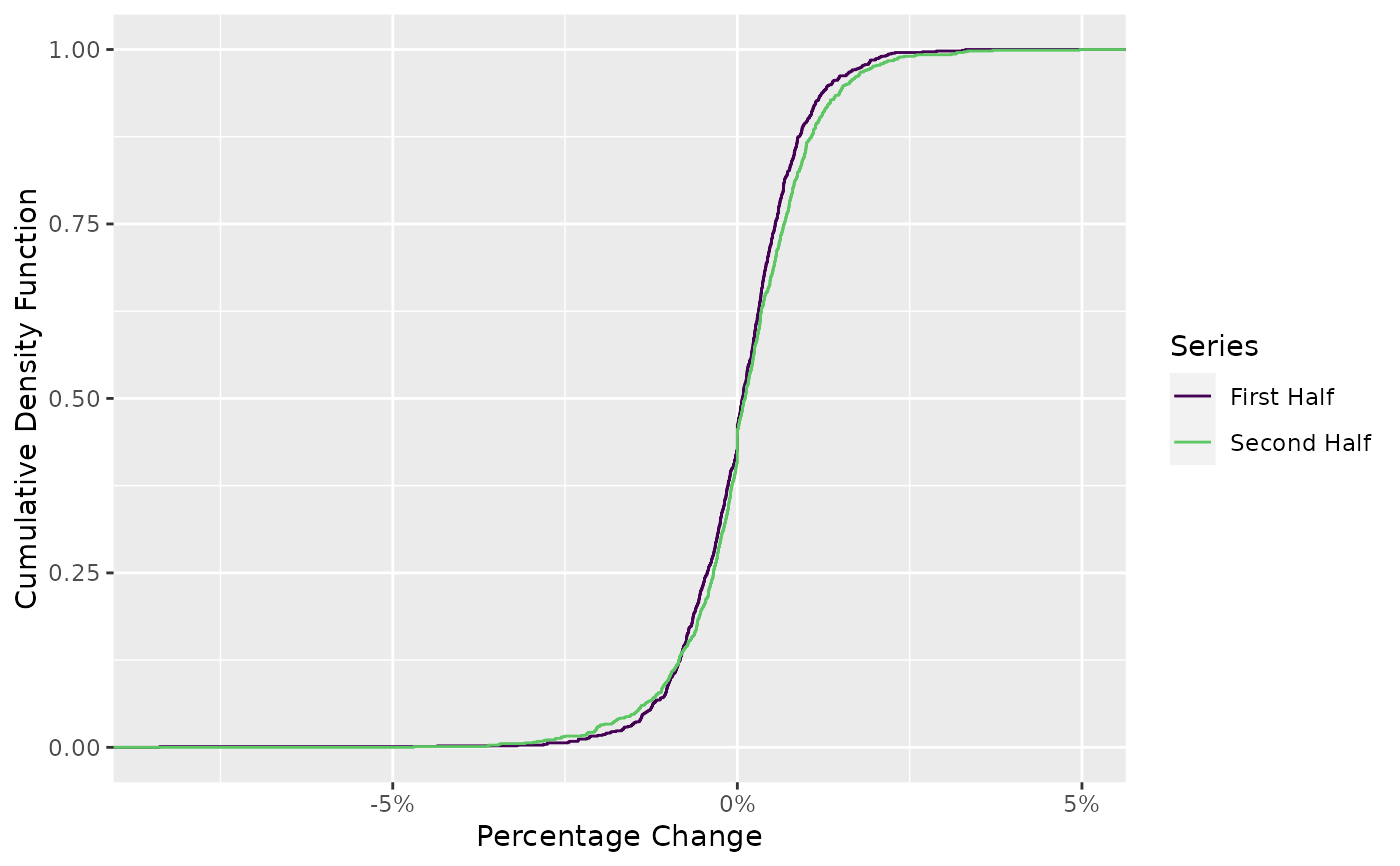 1.00
0.75
0.50
0.25
0.00
Cumulative Density Function
-5%
0%
5%
Percentage Change
Series
First Half
Second Half